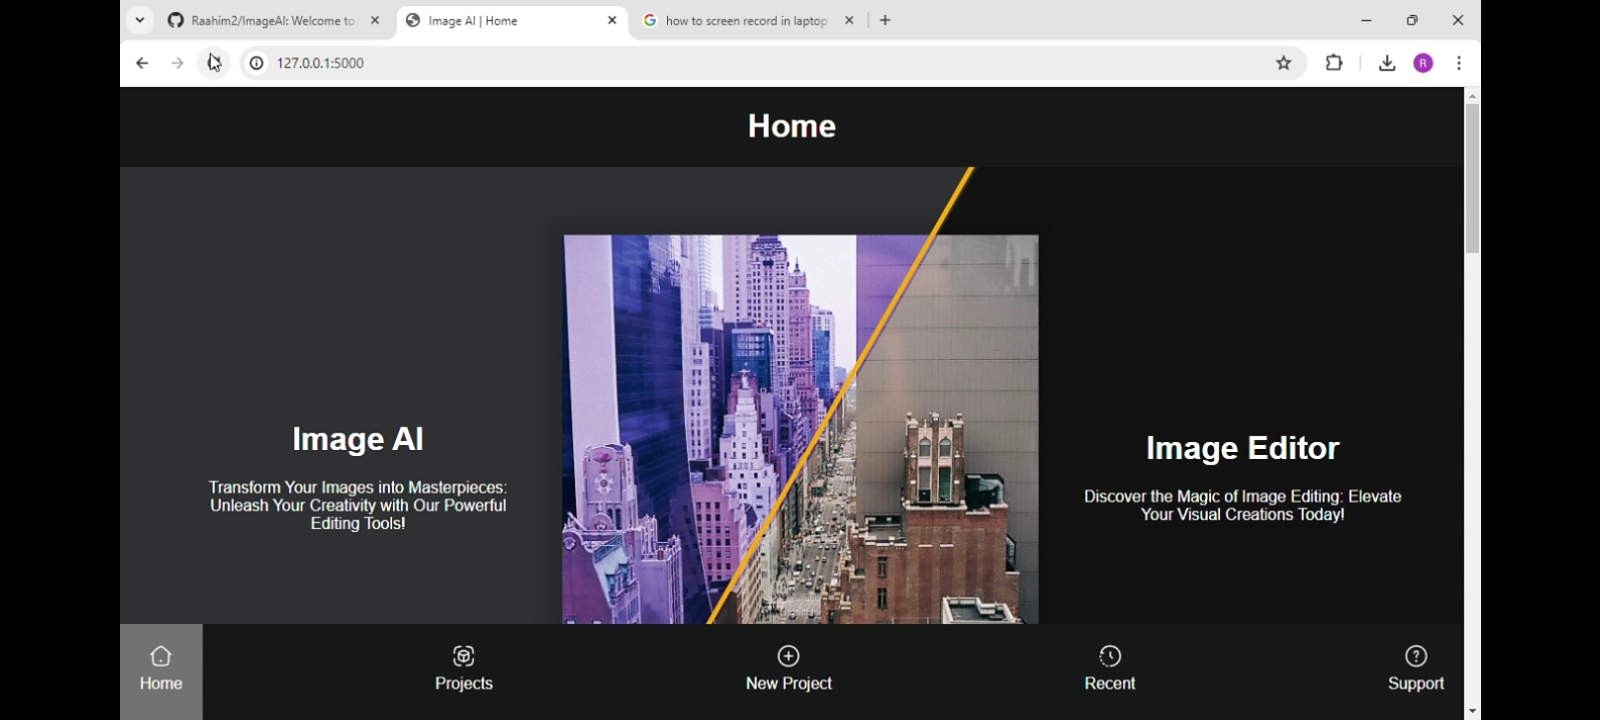 Raahim2/ImageAI: Welcome to
Image AI | Home
how to screen record in laptop
127.0.0.1:5000
R
Home
Image AI
Transform Your Images into Masterpieces:
Unleash Your Creativity with Our Powerful
Editing Tools!
Image Editor
Discover the Magic of Image Editing: Elevate
Your Visual Creations Today!
Home
Projects
New Project
Recent
Support